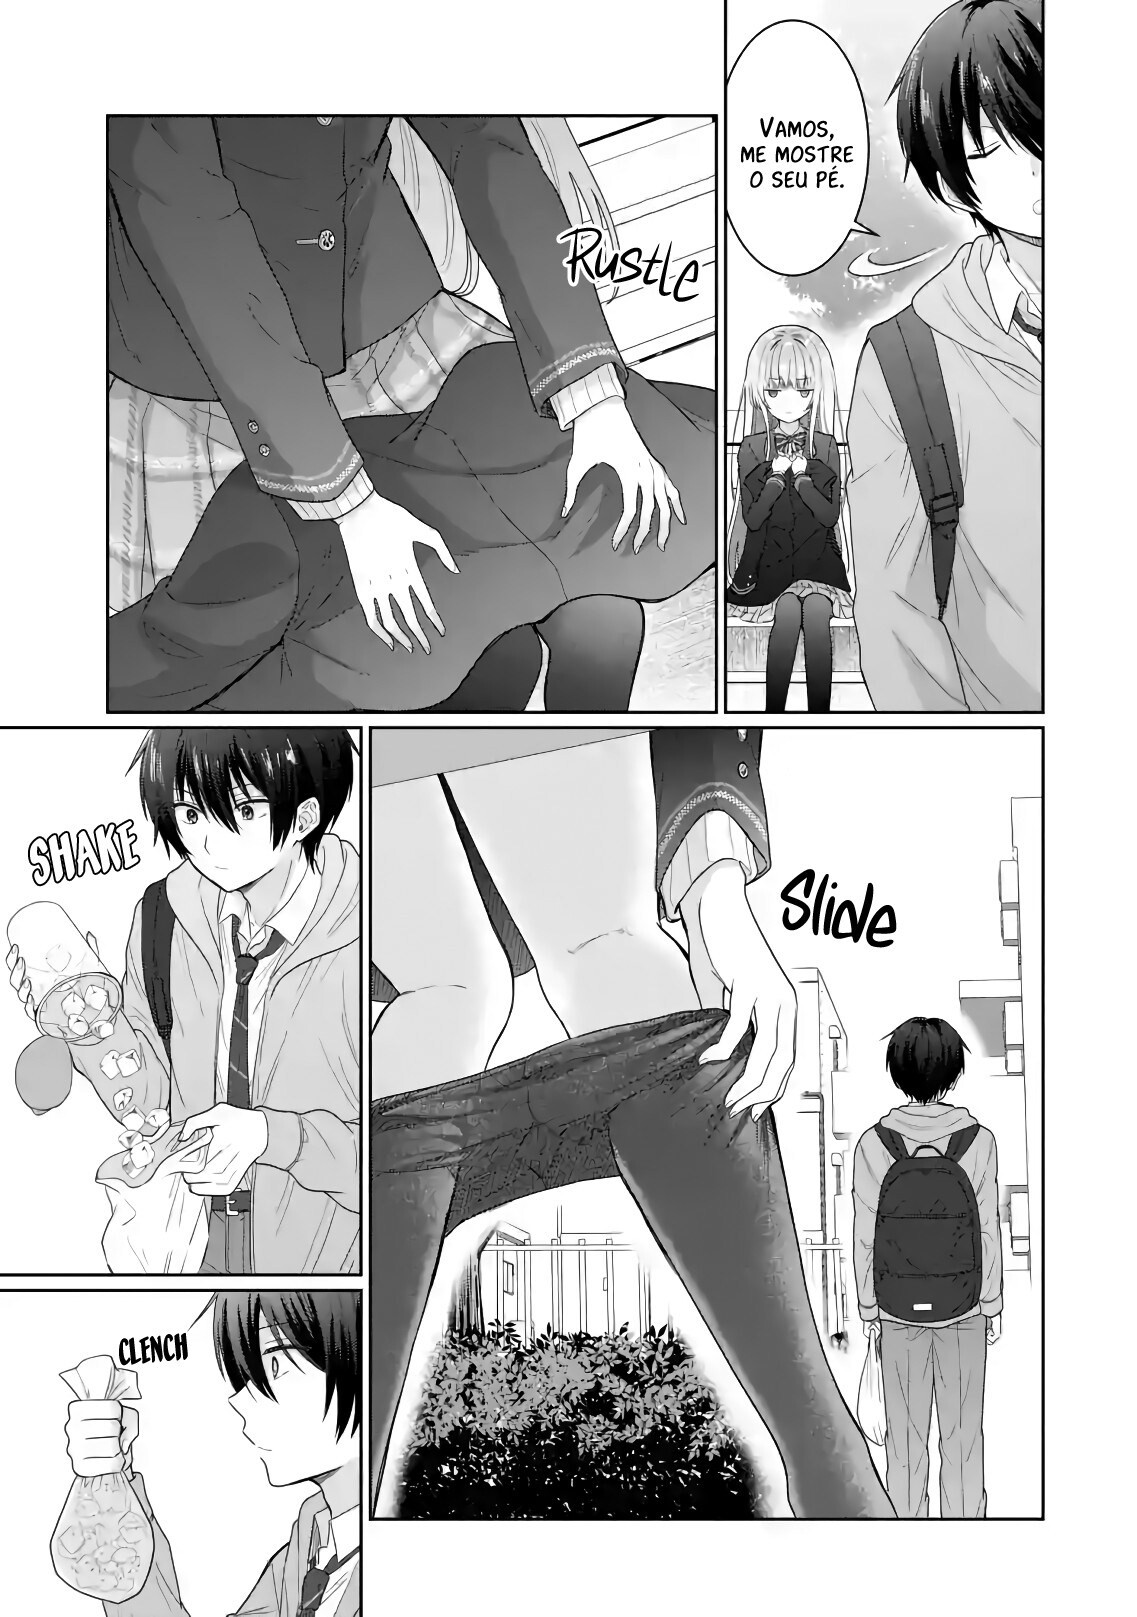 VAMOS,
ME MOSTRE
O SEU PÉ.
Rustle
Slide
SHAKE
CLENCH